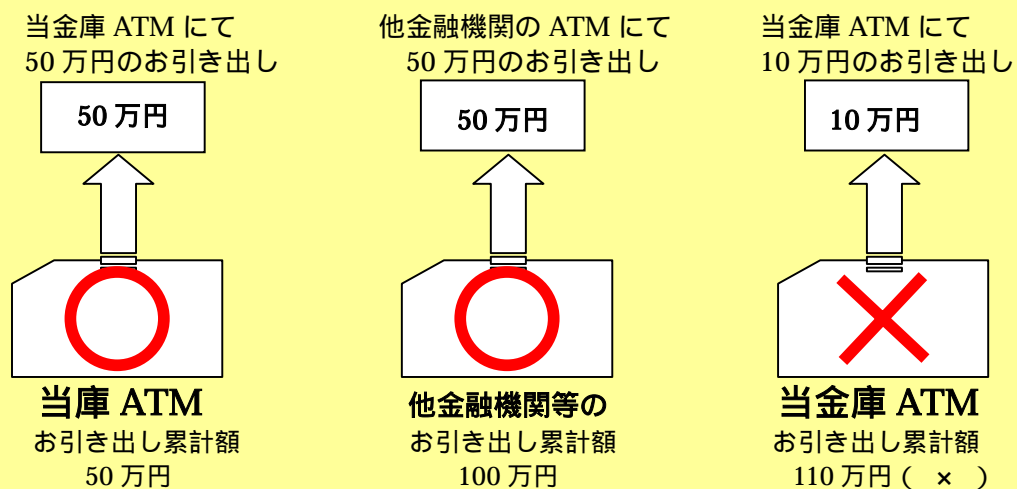 当金庫 ATM にて
50 万円のお引き出し
50 万円
当庫 ATM
お引き出し累計額
50 万円
他金融機関の ATM にて
50 万円のお引き出し
50 万円
他金融機関等の
お引き出し累計額
100 万円
当金庫 ATM にて
10 万円のお引き出し
10 万円
当金庫 ATM
お引き出し累計額
110 万円 ( × )